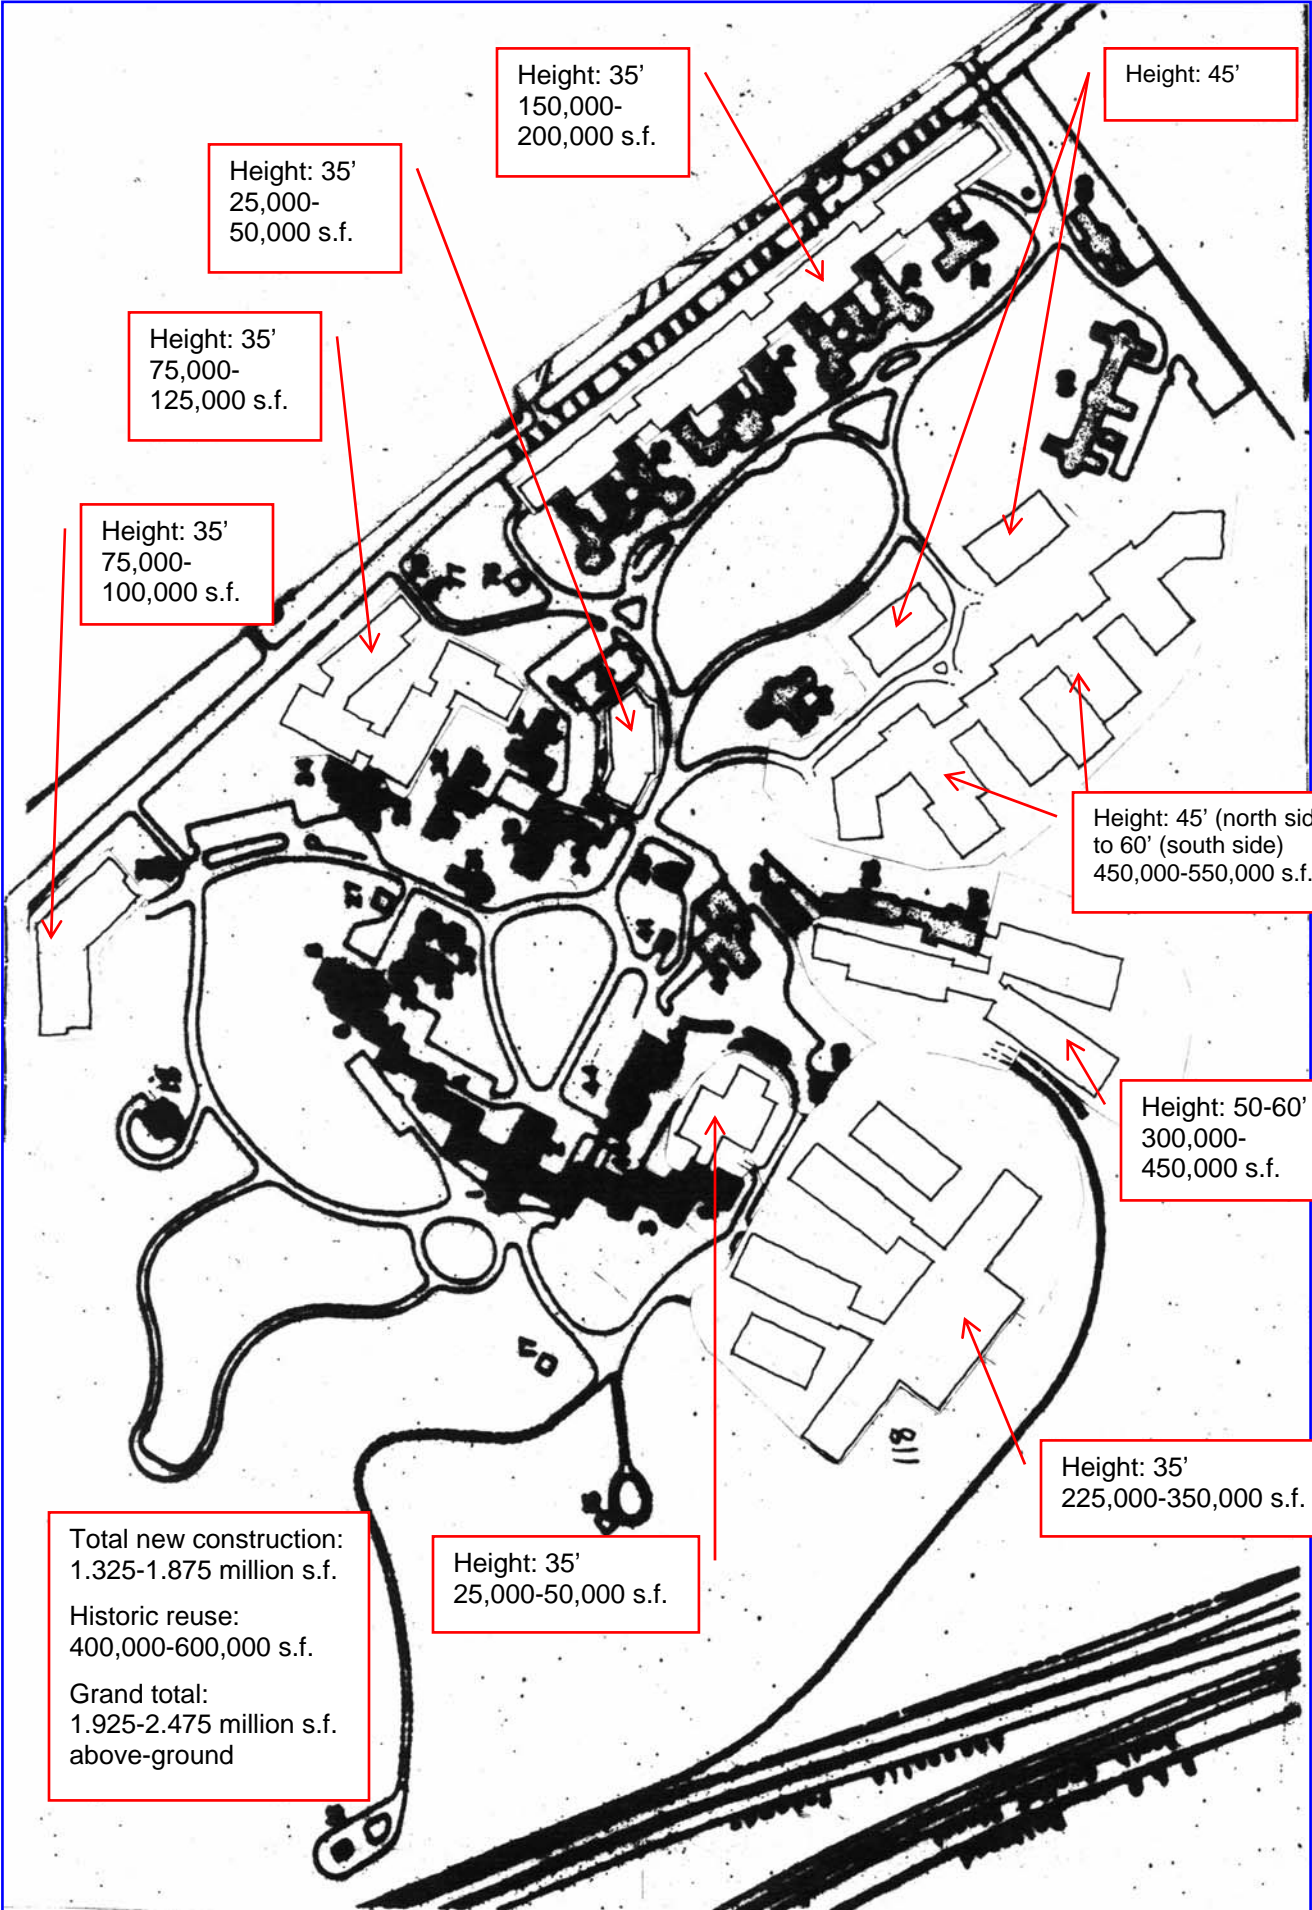 Height: 35’
150,000-
200,000 s.f.
Height: 45’
Height: 35’
25,000-
50,000 s.f.
Height: 35’
75,000-
125,000 s.f.
Height: 35’
75,000-
100,000 s.f.
Height: 45’ (north sid
to 60’ (south side)
450,000-550,000 s.f.
Height: 50-60’
300,000-
450,000 s.f.
Height: 35’
225,000-350,000 s.f.
118
Height: 35’
25,000-50,000 s.f.
Total new construction:
1.325-1.875 million s.f.
Historic reuse:
400,000-600,000 s.f.
Grand total:
1.925-2.475 million s.f.
above-ground